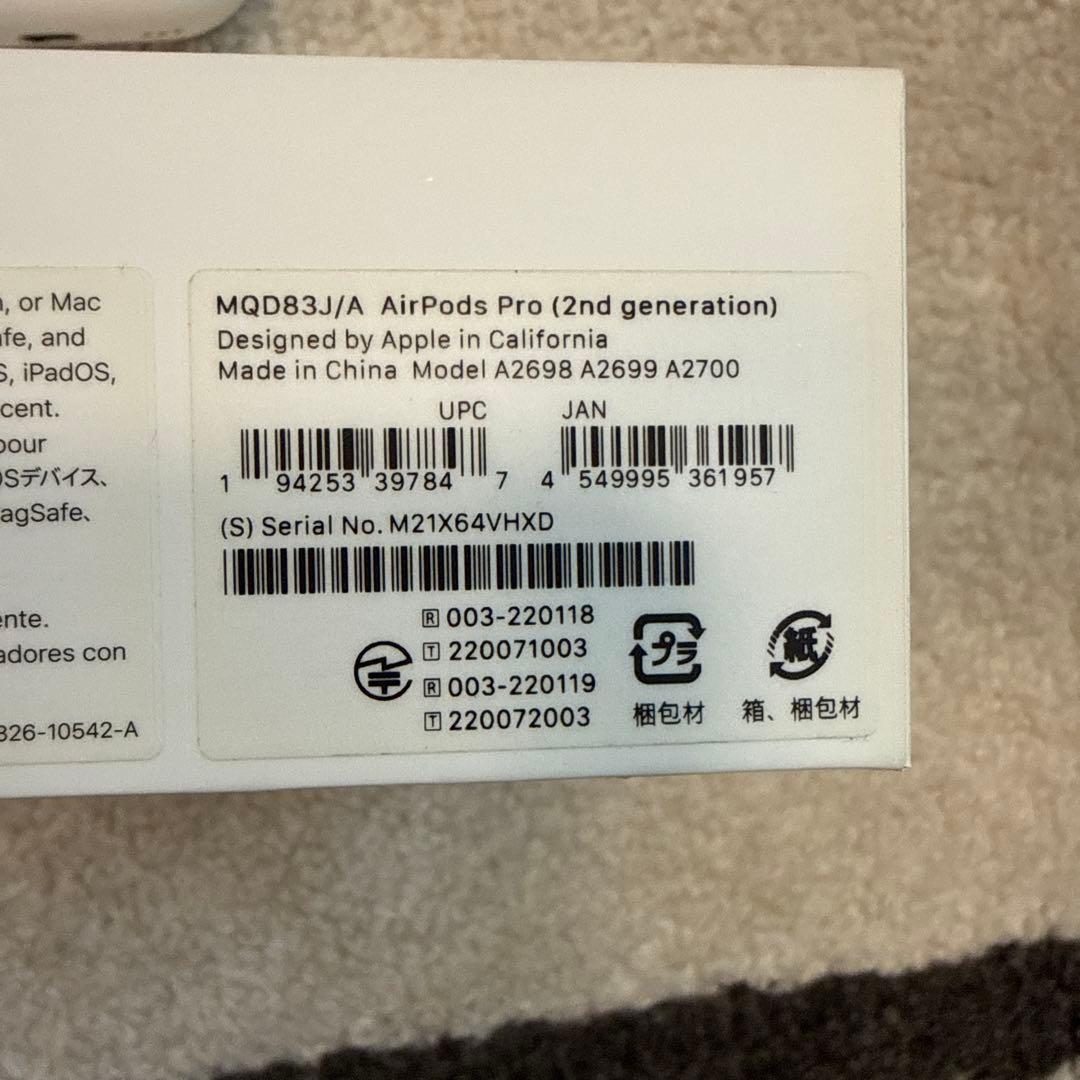 , or Mac
fe, and
S, iPadOS,
cent.
pour
OSデバイス、
agSafe、
ente.
adores con
326-10542-A
MQD83J/A AirPods Pro (2nd generation)
Designed by Apple in California
Made in China Model A2698 A2699 A2700
UPC JAN
1 94253 39784 7 4 549995 361957
(S) Serial No. M21X64VHXD
R 003-220118
T 220071003
R 003-220119
T 220072003
プラ
梱包材
紙
箱、梱包材